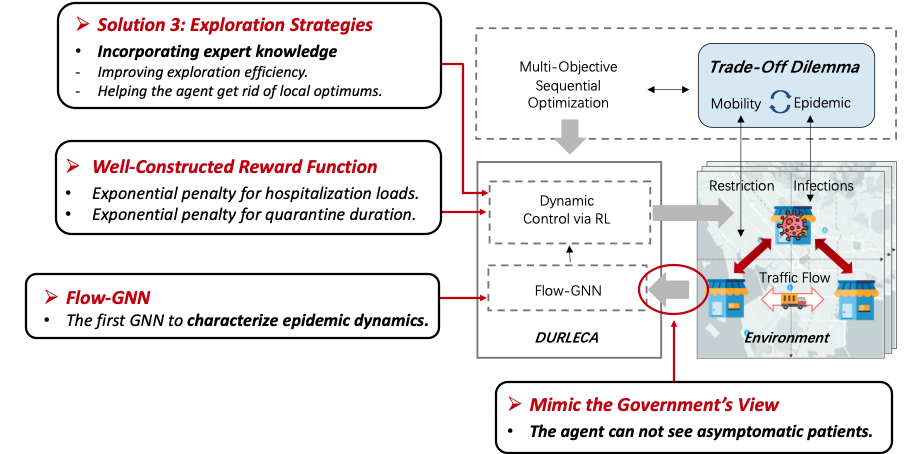 ➢ Solution 3: Exploration Strategies
• Incorporating expert knowledge
- Improving exploration efficiency.
- Helping the agent get rid of local optimums.
Multi-Objective
Sequential
Optimization
Trade-Off Dilemma
Mobility
Epidemic
➢ Well-Constructed Reward Function
• Exponential penalty for hospitalization loads.
• Exponential penalty for quarantine duration.
Dynamic
Control via RL
Restriction
Infections
➢ Flow-GNN
• The first GNN to characterize epidemic dynamics.
Flow-GNN
Traffic Flow
DURLECA
Environment
➢ Mimic the Government's View
• The agent can not see asymptomatic patients.